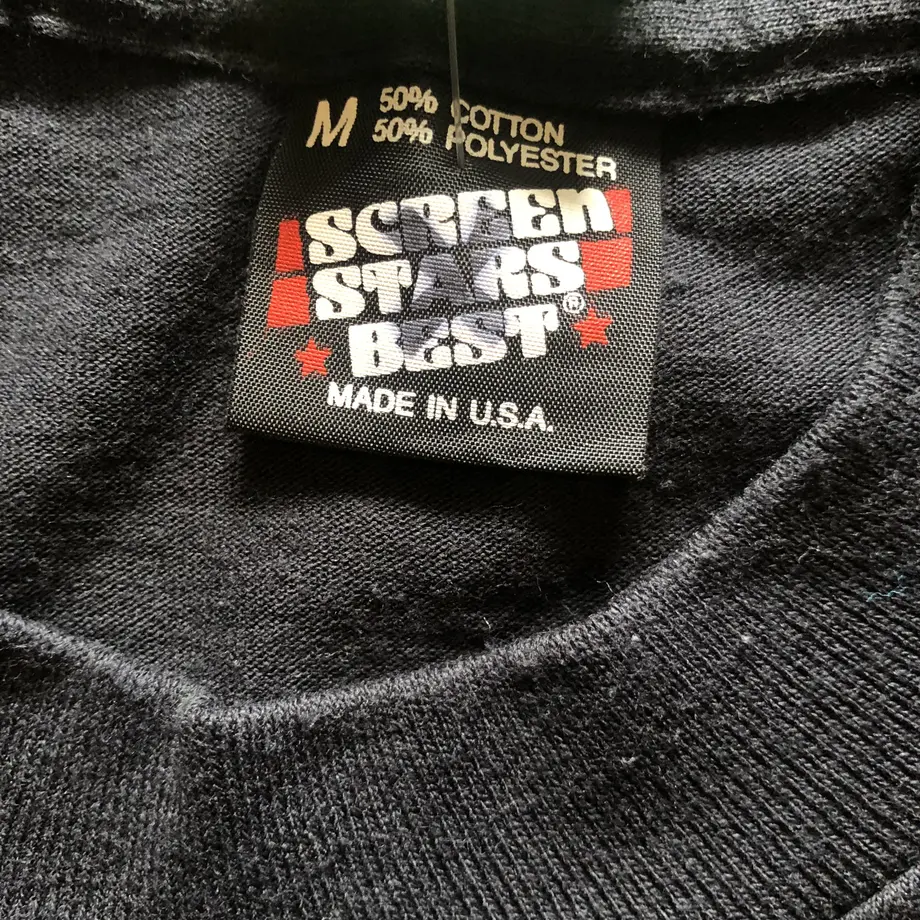 M 50% COTTON
50% POLYESTER
SCREEN
STARS
BEST®
MADE IN U.S.A.